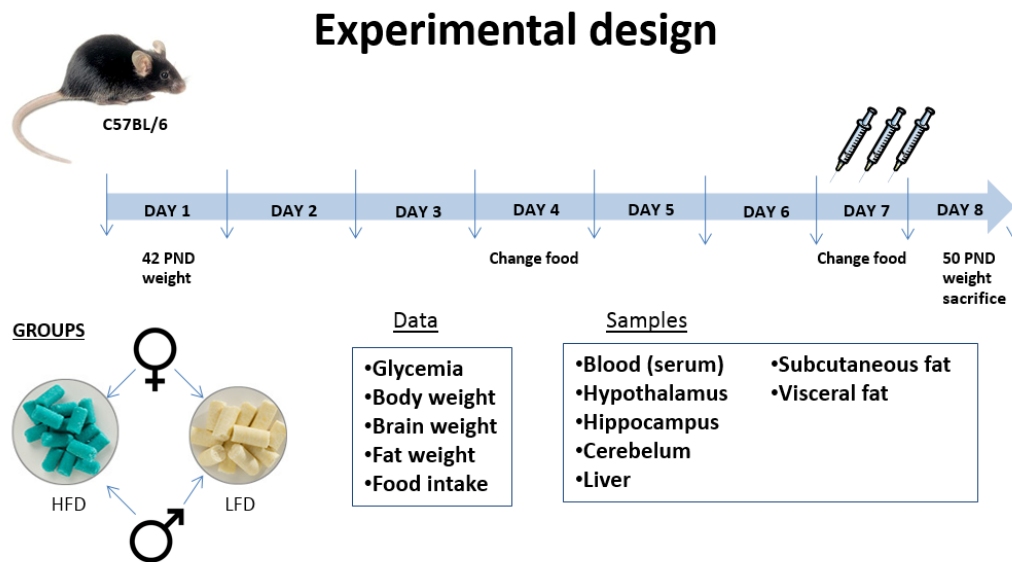 Experimental design
C57BL/6
DAY 1
DAY 2
DAY 3
DAY 4
DAY 5
DAY 6
DAY 7
DAY 8
42 PND
weight
Change food
Change food
50 PND
weight
sacrifice
GROUPS
HFD
LFD
Data
•Glycemia
•Body weight
•Brain weight
•Fat weight
•Food intake
Samples
•Blood (serum)
•Hypothalamus
•Hippocampus
•Cerebelum
•Liver
•Subcutaneous fat
•Visceral fat